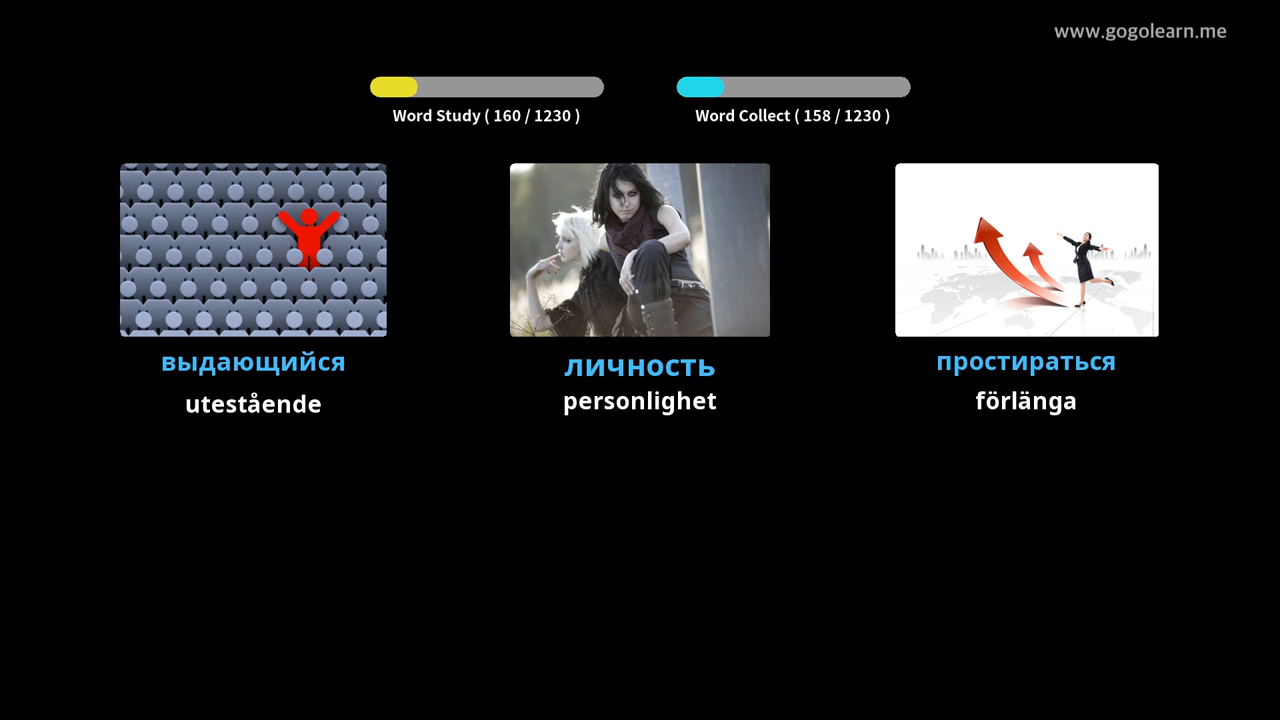 www.gogolearn.me
Word Study ( 160 / 1230 )
Word Collect ( 158 / 1230 )
выдающийся
utestående
личность
personlighet
простираться
förlänga